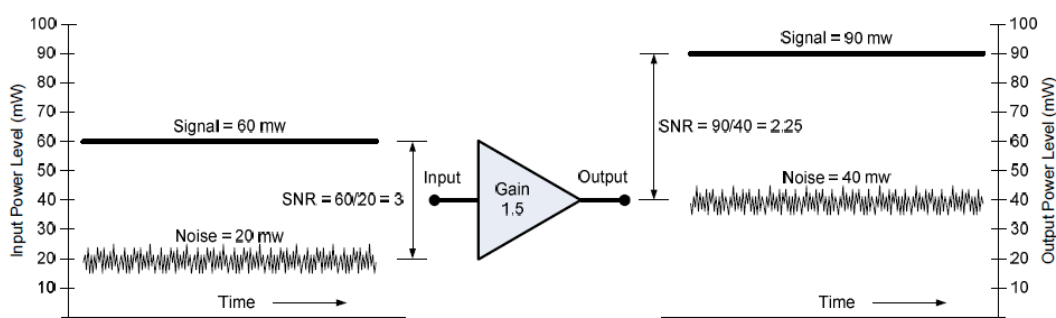 Input Power Level (mW)
100
90
80
70
60
50
40
30
20
10
Signal = 60 mw
SNR = 60/20 = 3
Noise = 20 mw
Time
Input
Gain
1.5
Output
Signal = 90 mw
SNR = 90/40 = 2.25
Noise = 40 mw
Time
100
90
80
70
60
50
40
30
20
10
Output Power Level (mW)